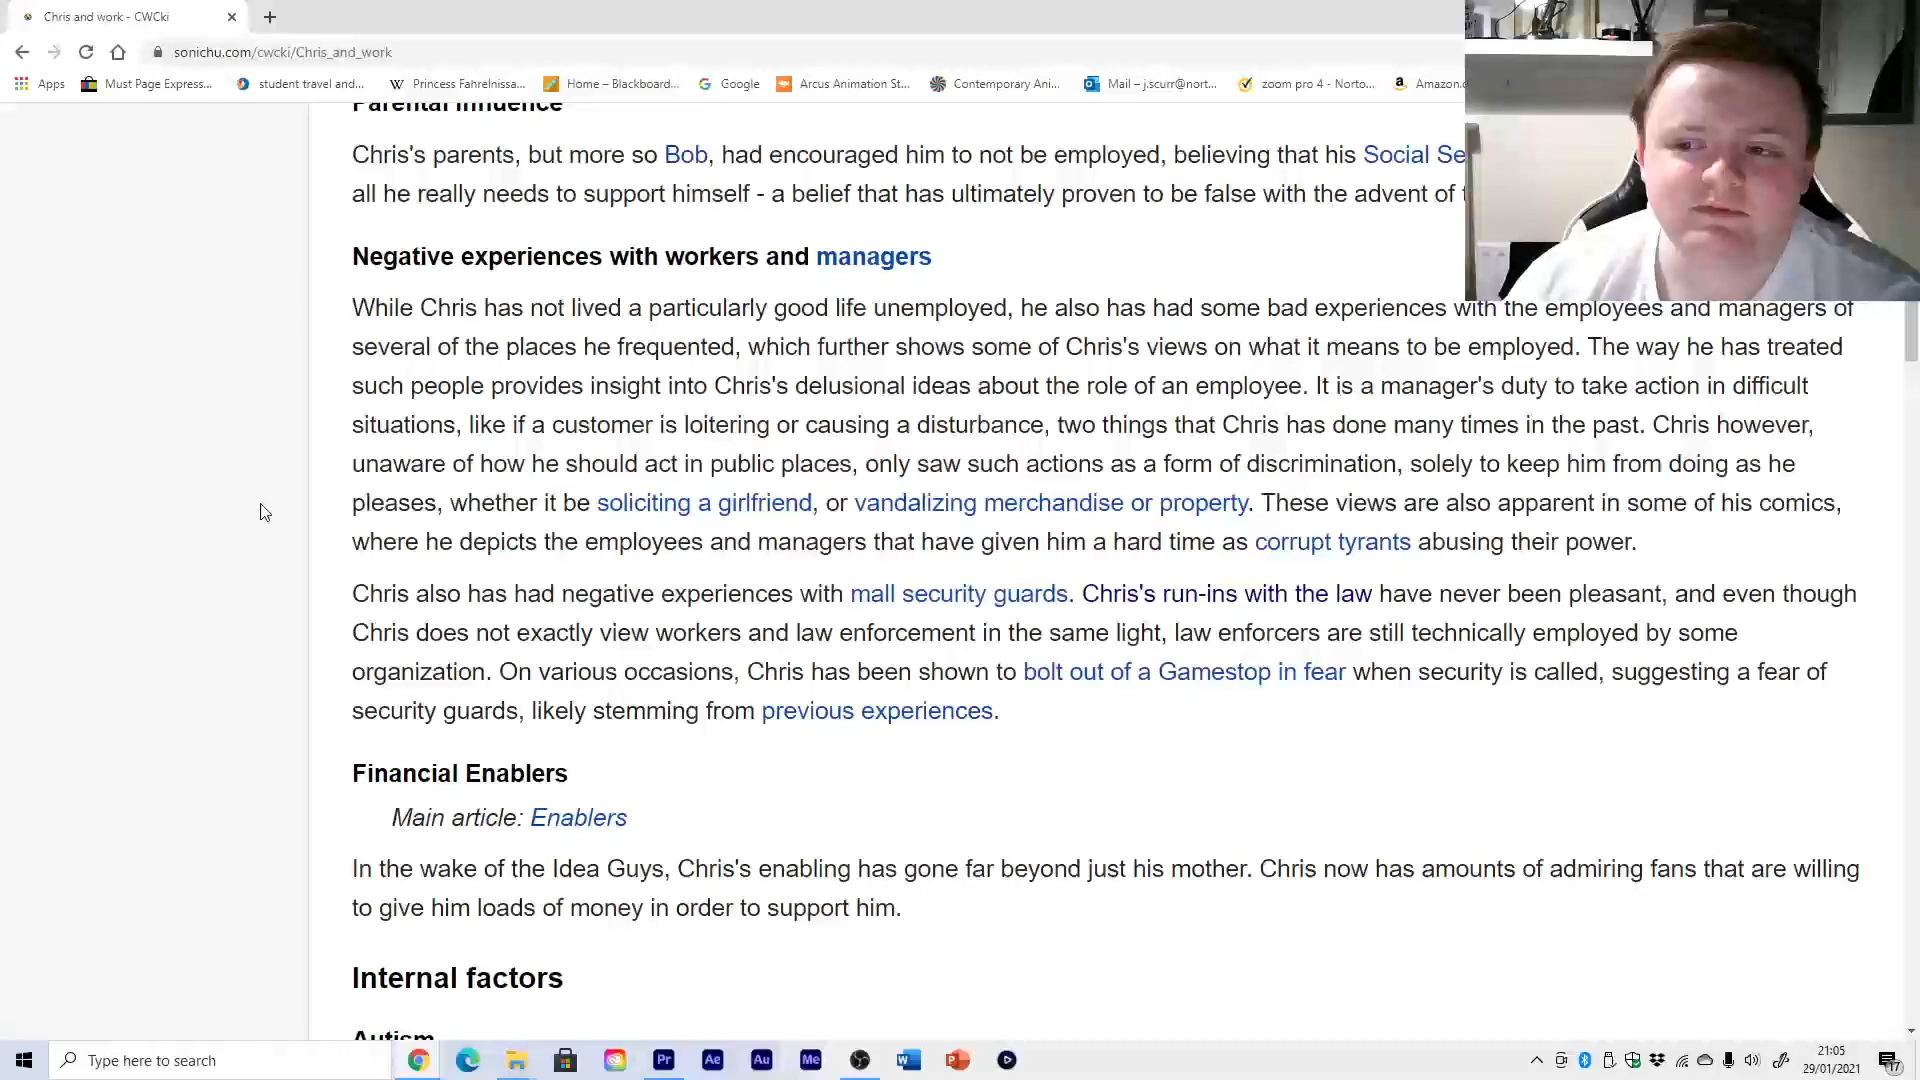 Chris and work - CWCki
sonichu.com/cwcki/Chris_and_work
Apps Must Page Express... student travel and... Princess Fahrelnissa... Home – Blackboard... Google Arcus Animation St... Contemporary Ani... Mail – j.scurr@nort... zoom pro 4 - Norto... Amazon.c
Parental influence
Chris's parents, but more so Bob, had encouraged him to not be employed, believing that his Social Se
all he really needs to support himself - a belief that has ultimately proven to be false with the advent of
Negative experiences with workers and managers
While Chris has not lived a particularly good life unemployed, he also has had some bad experiences with the employees and managers of
several of the places he frequented, which further shows some of Chris's views on what it means to be employed. The way he has treated
such people provides insight into Chris's delusional ideas about the role of an employee. It is a manager's duty to take action in difficult
situations, like if a customer is loitering or causing a disturbance, two things that Chris has done many times in the past. Chris however,
unaware of how he should act in public places, only saw such actions as a form of discrimination, solely to keep him from doing as he
pleases, whether it be soliciting a girlfriend, or vandalizing merchandise or property. These views are also apparent in some of his comics,
where he depicts the employees and managers that have given him a hard time as corrupt tyrants abusing their power.
Chris also has had negative experiences with mall security guards. Chris's run-ins with the law have never been pleasant, and even though
Chris does not exactly view workers and law enforcement in the same light, law enforcers are still technically employed by some
organization. On various occasions, Chris has been shown to bolt out of a Gamestop in fear when security is called, suggesting a fear of
security guards, likely stemming from previous experiences.
Financial Enablers
Main article: Enablers
In the wake of the Idea Guys, Chris's enabling has gone far beyond just his mother. Chris now has amounts of admiring fans that are willing
to give him loads of money in order to support him.
Internal factors
Autism
Type here to search
Pr Ae Au Me
21:05
29/01/2021
17